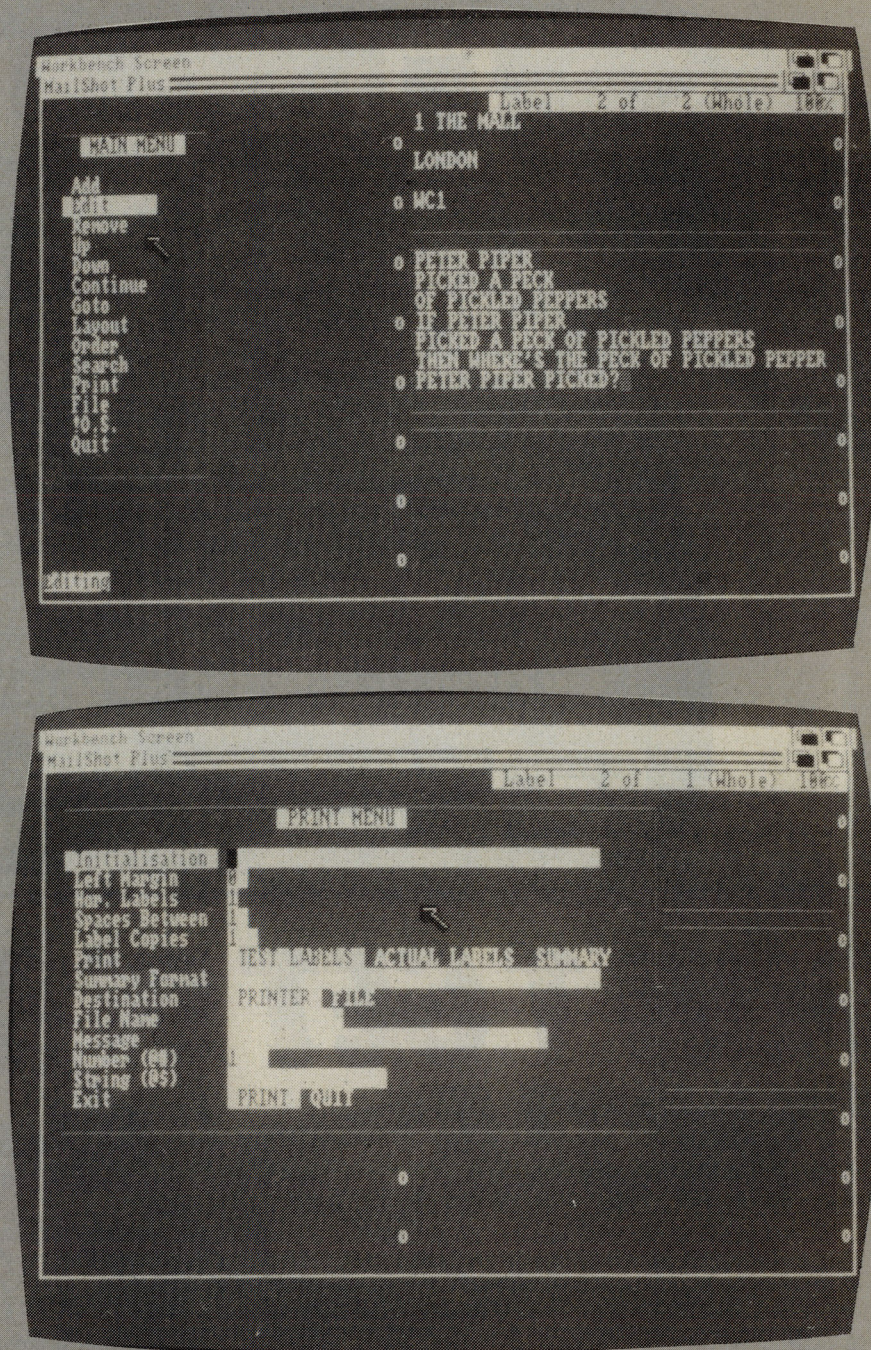 Workbench Screen
MailShot Plus
Label 2 of 2 (Whole) 100%
MAIN MENU
Add
Edit
Remove
Up
Down
Continue
Goto
Layout
Order
Search
Print
File
!O.S.
Quit
1 THE MALL
LONDON
WC1
PETER PIPER
PICKED A PECK
OF PICKLED PEPPERS
IF PETER PIPER
PICKED A PECK OF PICKLED PEPPERS
THEN WHERE'S THE PECK OF PICKLED PEPPER
PETER PIPER PICKED?
Editing
Workbench Screen
MailShot Plus
Label 2 of 1 (Whole) 100%
PRINT MENU
Initialisation
Left Margin 0
Hor. Labels 1
Spaces Between 1
Label Copies 1
Print TEST LABELS ACTUAL LABELS SUMMARY
Summary Format
Destination PRINTER FILE
File Name
Message
Number (@#) 1
String (@$)
Exit PRINT QUIT